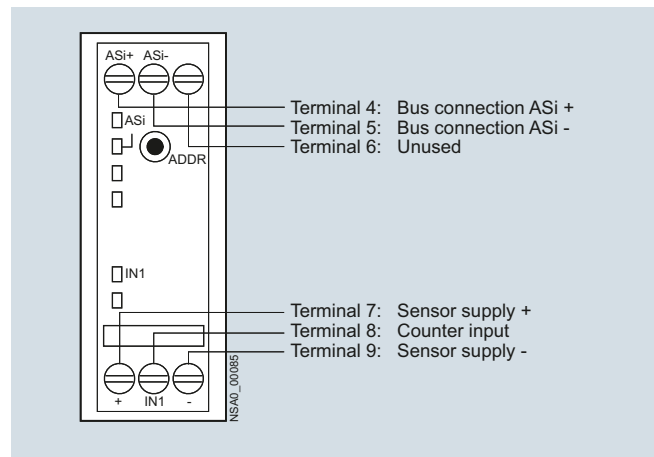 ASi+ ASi-
Terminal 4: Bus connection ASi +
Terminal 5: Bus connection ASi -
Terminal 6: Unused
ASi
ADDR
IN1
Terminal 7: Sensor supply +
Terminal 8: Counter input
Terminal 9: Sensor supply -
+ IN1 -
NSA0_00085